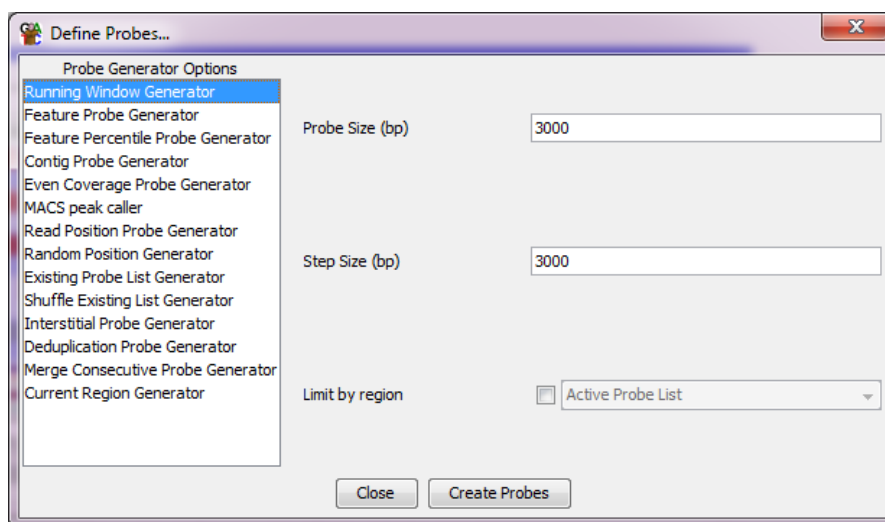 Define Probes...
Probe Generator Options
Running Window Generator
Feature Probe Generator
Feature Percentile Probe Generator
Contig Probe Generator
Even Coverage Probe Generator
MACS peak caller
Read Position Probe Generator
Random Position Generator
Existing Probe List Generator
Shuffle Existing List Generator
Interstitial Probe Generator
Deduplication Probe Generator
Merge Consecutive Probe Generator
Current Region Generator
Probe Size (bp) 3000
Step Size (bp) 3000
Limit by region Active Probe List
Close Create Probes